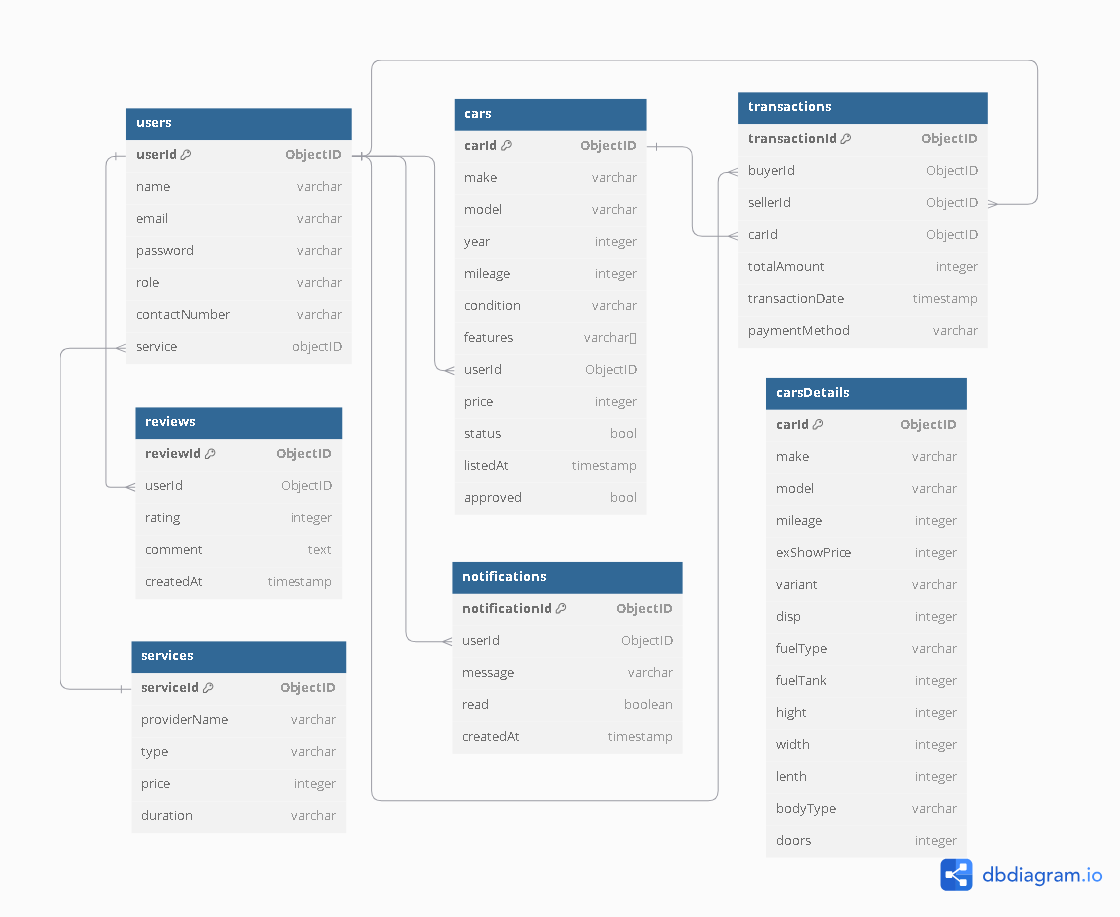 users
userId ObjectID
name varchar
email varchar
password varchar
role varchar
contactNumber varchar
service objectID
reviews
reviewId ObjectID
userId ObjectID
rating integer
comment text
createdAt timestamp
services
serviceId ObjectID
providerName varchar
type varchar
price integer
duration varchar
cars
carId ObjectID
make varchar
model varchar
year integer
mileage integer
condition varchar
features varchar[]
userId ObjectID
price integer
status bool
listedAt timestamp
approved bool
notifications
notificationId ObjectID
userId ObjectID
message varchar
read boolean
createdAt timestamp
transactions
transactionId ObjectID
buyerId ObjectID
sellerId ObjectID
carId ObjectID
totalAmount integer
transactionDate timestamp
paymentMethod varchar
carsDetails
carId ObjectID
make varchar
model varchar
mileage integer
exShowPrice integer
variant varchar
disp integer
fuelType varchar
fuelTank integer
hight integer
width integer
lenth integer
bodyType varchar
doors integer
dbdiagram.io